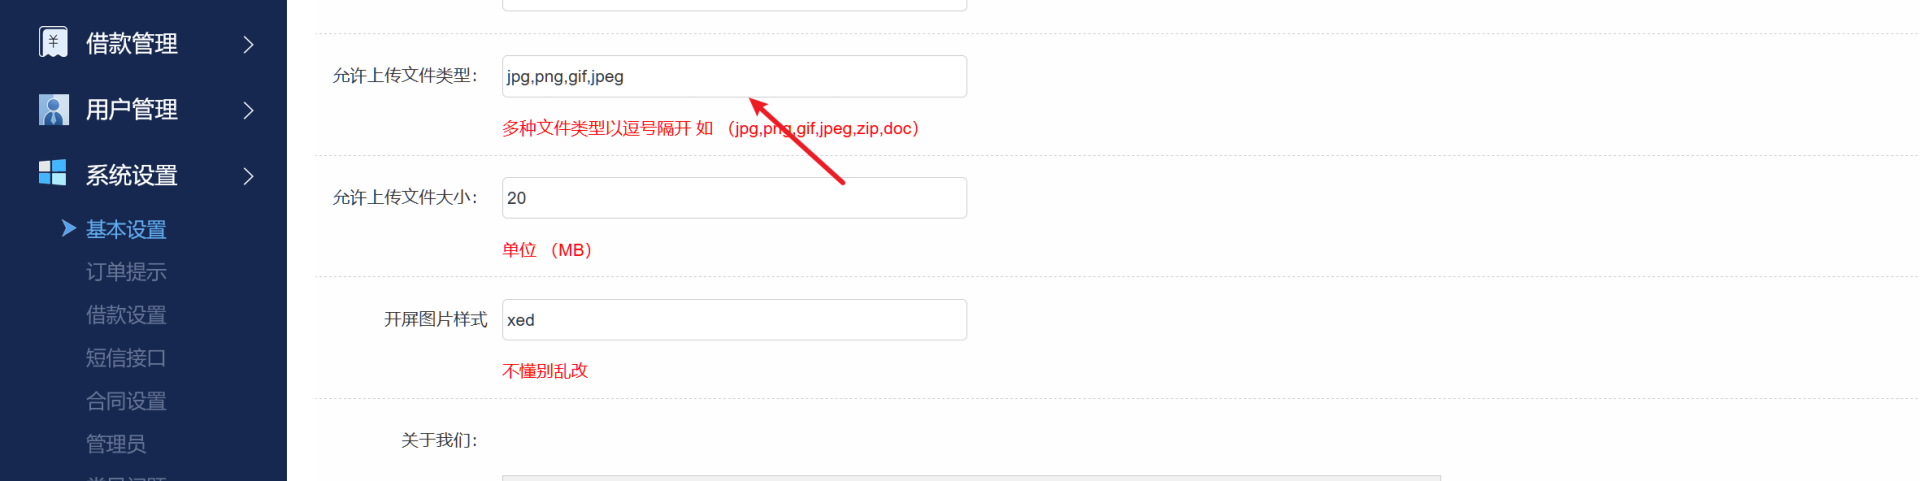 借款管理
用户管理
系统设置
基本设置
订单提示
借款设置
短信接口
合同设置
管理员
允许上传文件类型：
jpg,png,gif,jpeg
多种文件类型以逗号隔开 如 （jpg,png,gif,jpeg,zip,doc）
允许上传文件大小：
20
单位 （MB）
开屏图片样式
xed
不懂别乱改
关于我们：